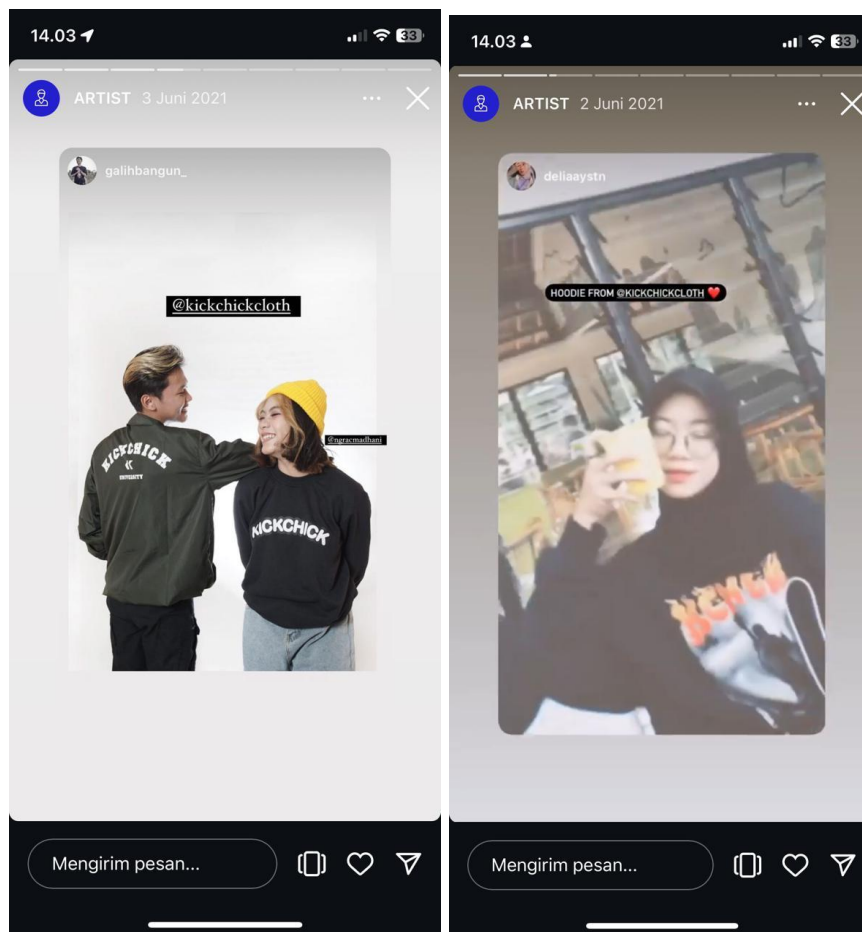 14.03
33
ARTIST 3 Juni 2021
galihbangun_
@kickchickcloth
@ngracmadhani
KICKCHICK
UNIVERSITY
KICKCHICK
Mengirim pesan...
14.03
33
ARTIST 2 Juni 2021
deliaaystn
HOODIE FROM @KICKCHICKCLOTH ❤️
Mengirim pesan...